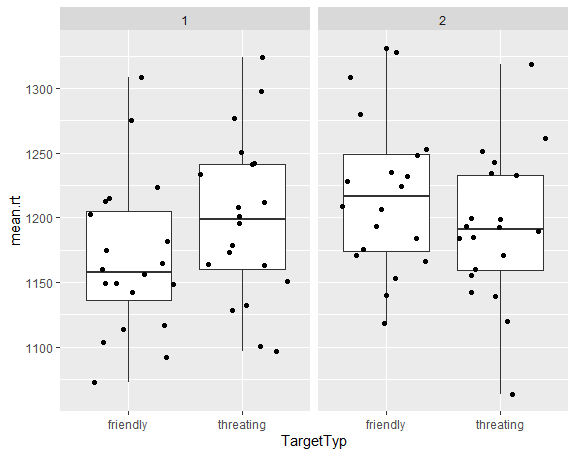 1 2
mean.rt
1300
1250
1200
1150
1100
friendly threating friendly threating
TargetTyp